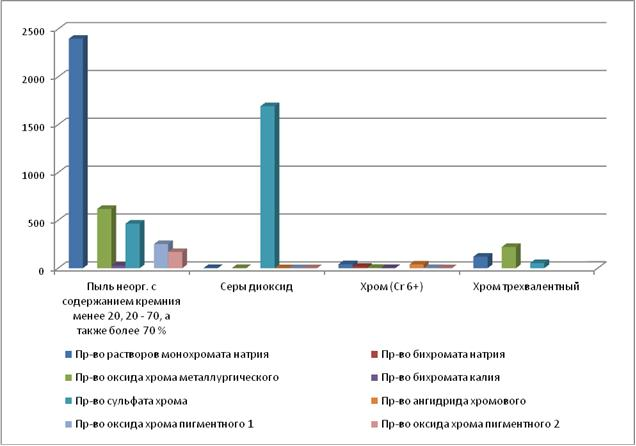 2500
2000
1500
1000
500
0
Пыль неорг. с
содержанием кремния
менее 20, 20 - 70, а
также более 70 %
Серы диоксид
Хром (Cr 6+)
Хром трехвалентный
Пр-во растворов монохромата натрия
Пр-во бихромата натрия
Пр-во оксида хрома металлургического
Пр-во бихромата калия
Пр-во сульфата хрома
Пр-во ангидрида хромового
Пр-во оксида хрома пигментного 1
Пр-во оксида хрома пигментного 2